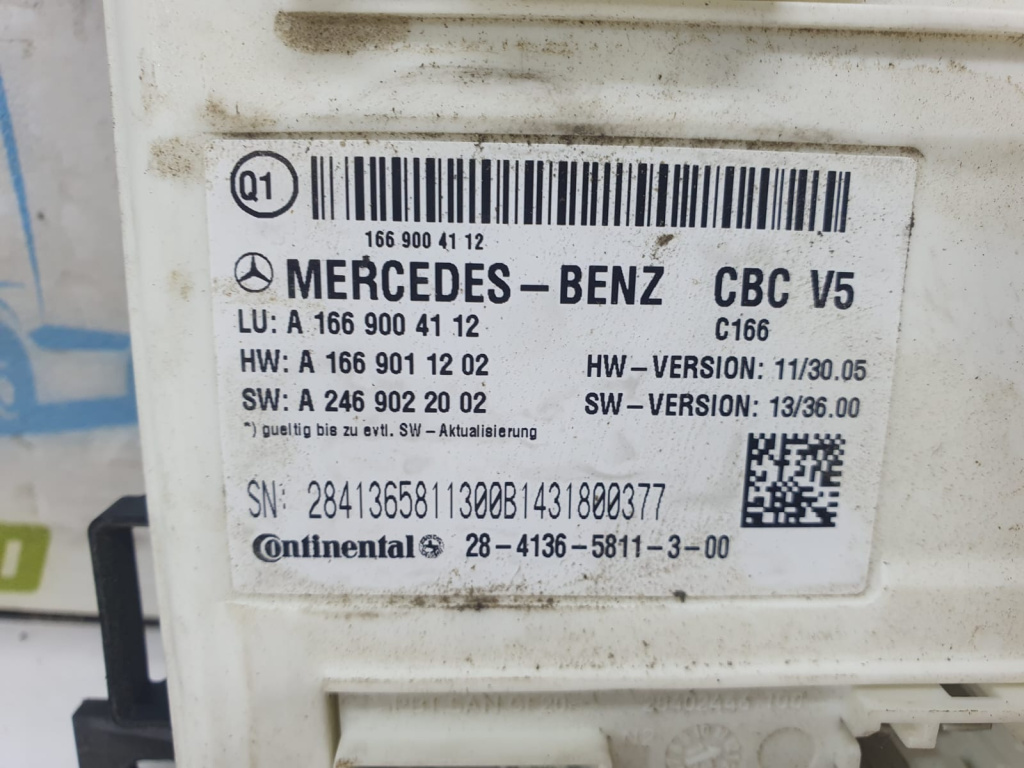 Q1
166 900 41 12
MERCEDES-BENZ CBC V5
LU: A 166 900 41 12 C166
HW: A 166 901 12 02 HW-VERSION: 11/30.05
SW: A 246 902 20 02 SW-VERSION: 13/36.00
*) gueltig bis zu evtl. SW-Aktualisierung
SN: 2841365811300B1431800377
Continental 28-4136-5811-3-00